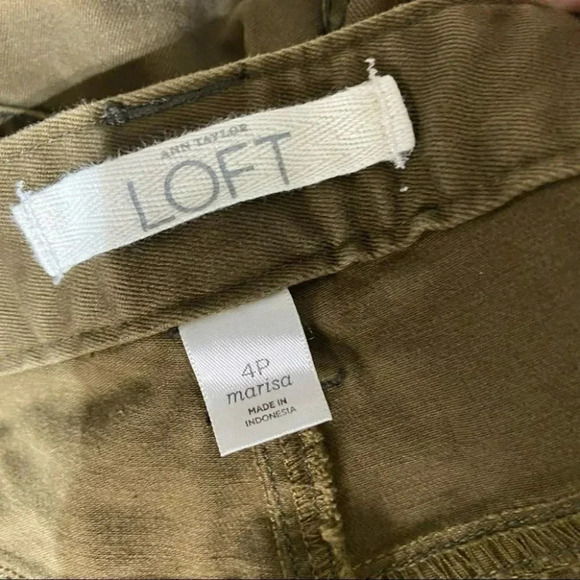 ANN TAYLOR
LOFT
4P
marisa
MADE IN
INDONESIA